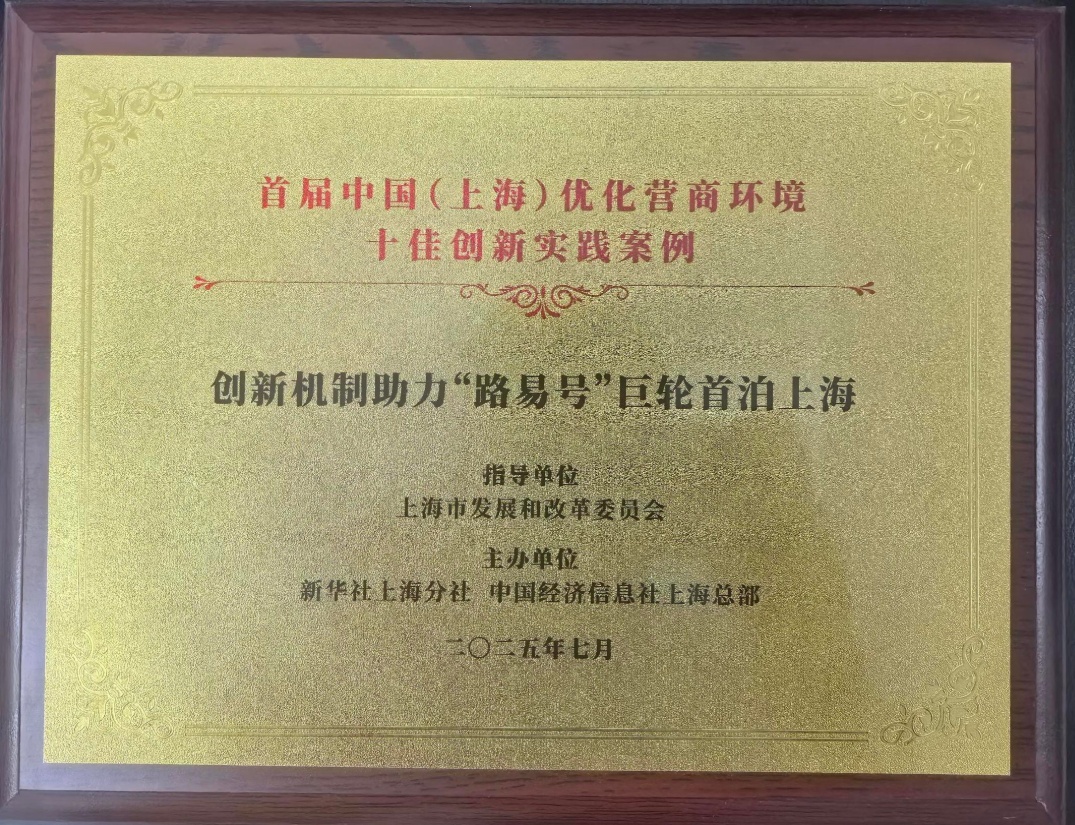 首届中国(上海)优化营商环境
十佳创新实践案例
创新机制助力“路易号”巨轮首泊上海
指导单位
上海市发展和改革委员会
主办单位
新华社上海分社 中国经济信息社上海总部
二〇二五年七月